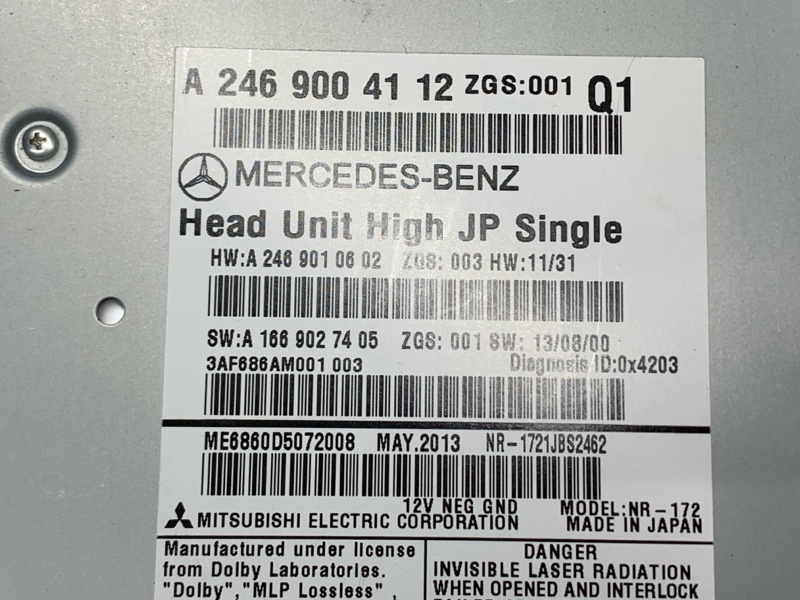 A 246 900 41 12 ZGS:001 Q1
MERCEDES-BENZ
Head Unit High JP Single
HW:A 246 901 06 02 ZGS: 003 HW:11/31
SW:A 166 902 74 05 ZGS: 001 SW: 13/08/00
3AF686AM001 003 Diagnosis ID:0x4203
ME6860D5072008 MAY.2013 NR-1721JBS2462
12V NEG GND MODEL:NR-172
MITSUBISHI ELECTRIC CORPORATION MADE IN JAPAN
Manufactured under license
from Dolby Laboratories.
"Dolby","MLP Lossless",
DANGER
INVISIBLE LASER RADIATION
WHEN OPENED AND INTERLOCK